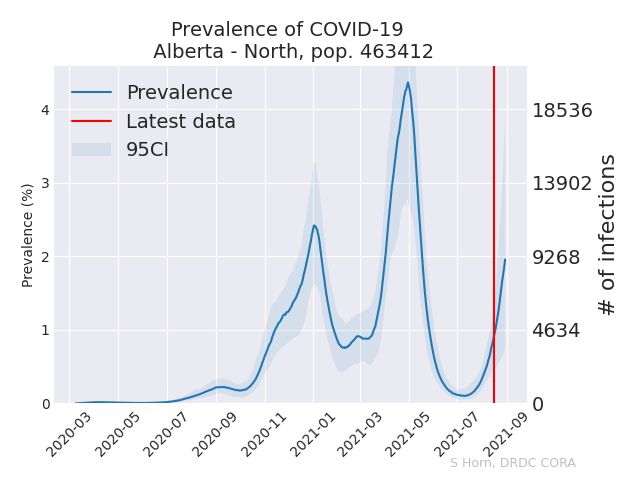 Prevalence of COVID-19
Alberta - North, pop. 463412
Prevalence
Latest data
95CI
Prevalence (%)
4
3
2
1
0
18536
13902
9268
4634
0
# of infections
2020-03
2020-05
2020-07
2020-09
2020-11
2021-01
2021-03
2021-05
2021-07
2021-09
S Horn, DRDC CORA